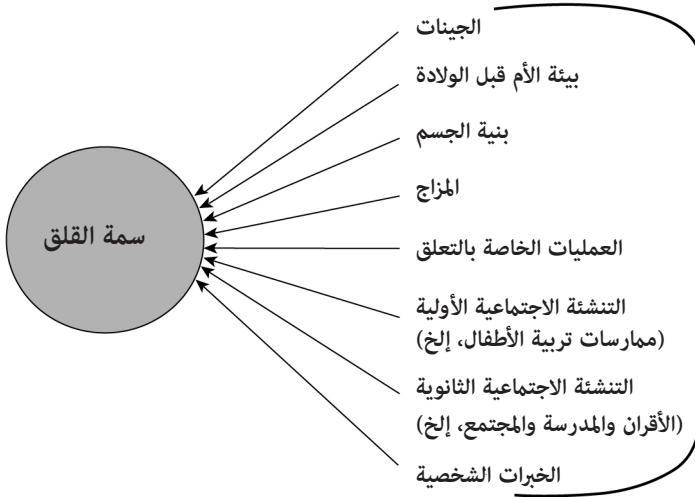 الجينات
بيئة الأم قبل الولادة
بنية الجسم
المزاج
سمة القلق
العمليات الخاصة بالتعلق
التنشئة الاجتماعية الأولية
(ممارسات تربية الأطفال، إلخ)
التنشئة الاجتماعية الثانوية
(الأقران والمدرسة والمجتمع، إلخ)
الخبرات الشخصية